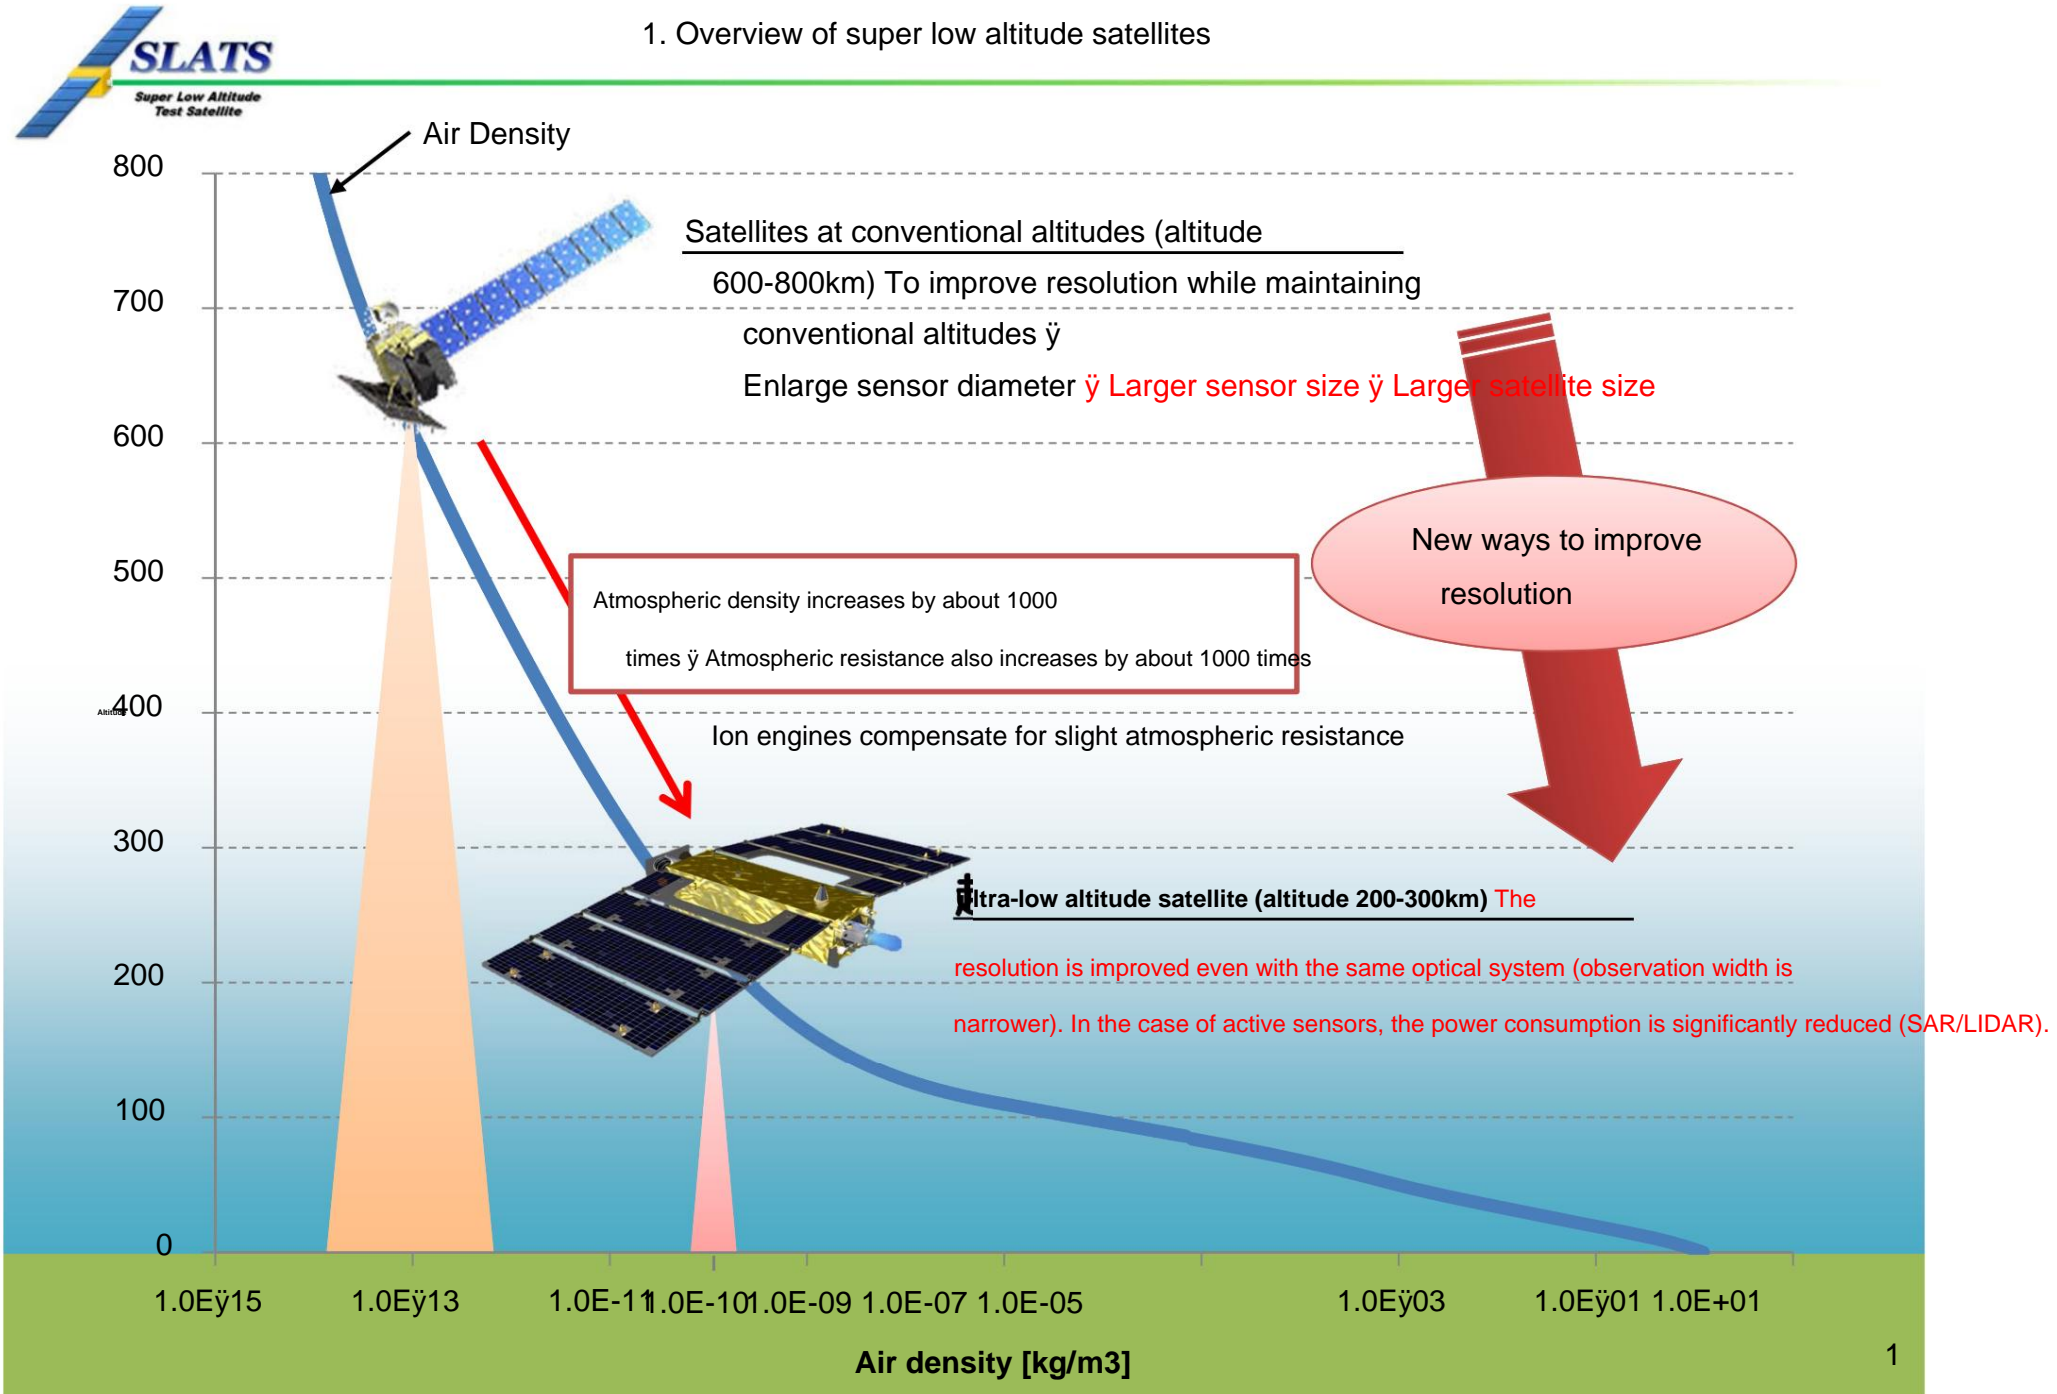 1. Overview of super low altitude satellites
SLATS
Super Low Altitude
Test Satellite
Air Density
800
Satellites at conventional altitudes (altitude
600-800km) To improve resolution while maintaining
700
conventional altitudes ÿ
Enlarge sensor diameter ÿ Larger sensor size ÿ Larger satellite size
600
New ways to improve
resolution
500
Atmospheric density increases by about 1000
times ÿ Atmospheric resistance also increases by about 1000 times
400
Ion engines compensate for slight atmospheric resistance
300
ltra-low altitude satellite (altitude 200-300km) The
resolution is improved even with the same optical system (observation width is
200
narrower). In the case of active sensors, the power consumption is significantly reduced (SAR/LIDAR).
100
0
1.0Eÿ15 1.0Eÿ13 1.0E-11 1.0E-10 1.0E-09 1.0E-07 1.0E-05 1.0Eÿ03 1.0Eÿ01 1.0E+01
Air density [kg/m3]
1